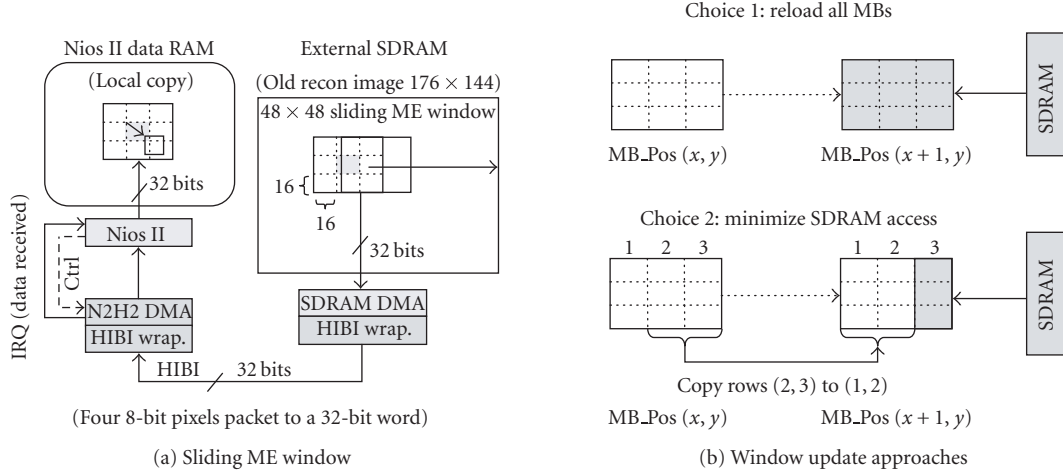 Nios II data RAM
(Local copy)
32 bits
Nios II
IRQ (data received)
Ctrl
N2H2 DMA
HIBI wrap.
External SDRAM
(Old recon image 176 × 144)
48 × 48 sliding ME window
16
16
32 bits
SDRAM DMA
HIBI wrap.
HIBI
32 bits
(Four 8-bit pixels packet to a 32-bit word)
(a) Sliding ME window
Choice 1: reload all MBs
SDRAM
MB_Pos (x, y)
MB_Pos (x + 1, y)
Choice 2: minimize SDRAM access
1 2 3
1 2 3
SDRAM
Copy rows (2, 3) to (1, 2)
MB_Pos (x, y)
MB_Pos (x + 1, y)
(b) Window update approaches